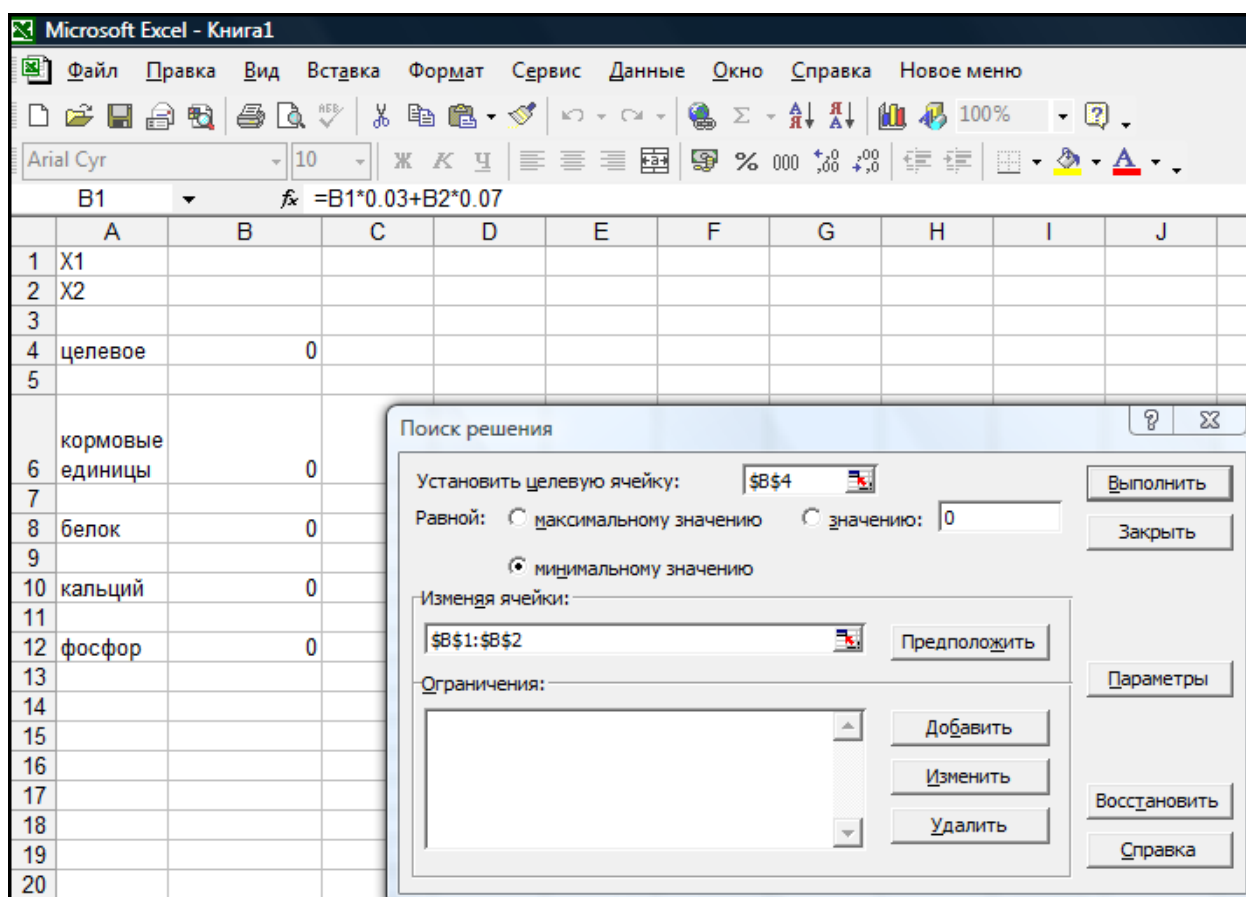 Microsoft Excel - Книга1
Файл Правка Вид Вставка Формат Сервис Данные Окно Справка Новое меню
100%
Arial Cyr 10 Ж К Ч % 000
B1 fx =B1*0.03+B2*0.07
A B C D E F G H I J
1 X1
2 X2
3
4 целевое 0
5
кормовые
6 единицы 0
7
8 белок 0
9
10 кальций 0
11
12 фосфор 0
13
14
15
16
17
18
19
20
Поиск решения
Установить целевую ячейку: $B$4 Выполнить
Равной: максимальному значению значению: 0 Закрыть
минимальному значению
Изменяя ячейки:
$B$1:$B$2 Предположить
Ограничения: Параметры
Добавить
Изменить
Восстановить
Удалить
Справка